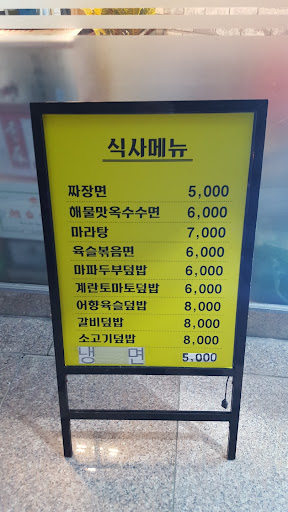 식사메뉴
짜장면 5,000
해물맛옥수수면 6,000
마라탕 7,000
육슬볶음면 6,000
마파두부덮밥 6,000
계란토마토덮밥 6,000
어향육슬덮밥 8,000
갈비덮밥 8,000
소고기덮밥 8,000
냉 면 5,000